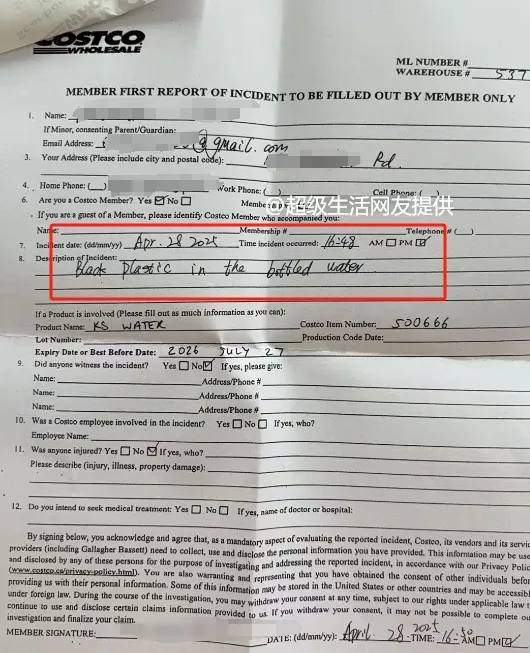 COSTCO
WHOLESALE
ML NUMBER #
WAREHOUSE # 537
MEMBER FIRST REPORT OF INCIDENT TO BE FILLED OUT BY MEMBER ONLY
1. Name:
If Minor, consenting Parent/Guardian:
Email Address: @gmail.com
3. Your Address (Please include city and postal code): Rd.
4. Home Phone: ( ) Work Phone: ( ) Cell Phone: ( )
@超级生活网友提供
6. Are you a Costco Member? Yes No
If you are a guest of a Member, please identify Costco Member who accompanied you:
Name: Membership # Telephone # ( )
7. Incident date: (dd/mm/yy) Apr. 28 2025 Time incident occurred: 16:48 AM PM
8. Description of Incident:
Black plastic in the bottled water.
If a Product is involved (Please fill out as much information as you can):
Product Name: KS WATER Costco Item Number: 500666
Lot Number: Production Code Date:
Expiry Date or Best Before Date: 2026 JULY 27
9. Did anyone witness the incident? Yes No If yes, please give:
Name: Address/Phone #
Name: Address/Phone #
Name: Address/Phone #
10. Was a Costco employee involved in the incident? Yes No If yes, who?
Employee Name:
11. Was anyone injured? Yes No If yes, who?
Please describe (injury, illness, property damage):
12. Do you intend to seek medical treatment: Yes No If yes, name of doctor or hospital:
By signing below, you acknowledge and agree that, as a mandatory aspect of evaluating the reported incident, Costco, its vendors and its servic
providers (including Gallagher Bassett) need to collect, use and disclose the personal information you have provided. This information may be use
and disclosed by any of these persons for the purpose of investigating and addressing the reported incident, in accordance with our Privacy Polic
(www.costco.ca/privacy-policy.html). You are also warranting and representing that you have obtained the consent of other individuals befor
providing us with their personal information. Some of this information may be stored in the United States or other countries and may be accessible
under foreign law. During the course of the investigation, you may withdraw your consent at any time, subject to our rights under applicable law t
continue to use and disclose certain claims information provided to us. If you withdraw your consent, it may not be possible to complete ou
investigation and finalize your claim.
MEMBER SIGNATURE: DATE: (dd/mm/yy): April 28 2025 TIME: 16:50 AM PM